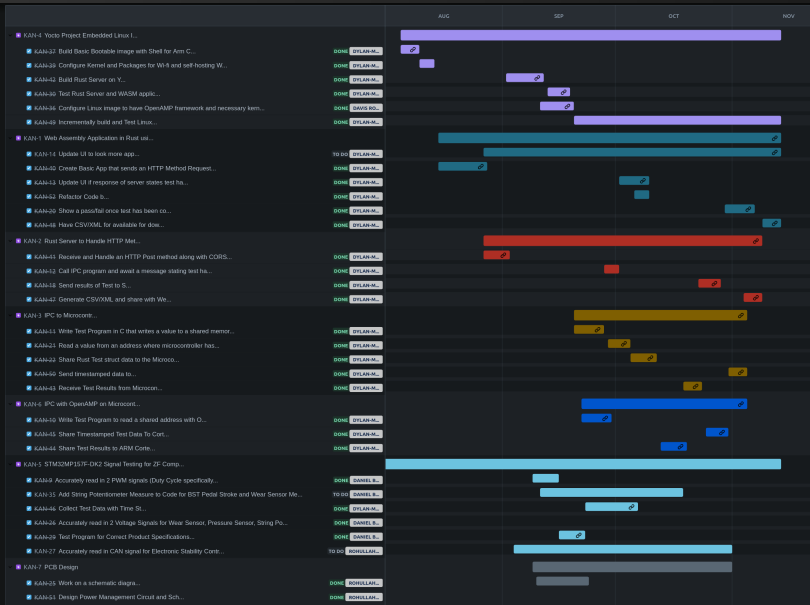 AUG SEP OCT NOV
KAN-4 Yocto Project Embedded Linux I...
KAN-37 Build Basic Bootable image with Shell for Arm C... DONE DYLAN-M...
KAN-39 Configure Kernel and Packages for Wi-fi and self-hosting W... DONE DYLAN-M...
KAN-42 Build Rust Server on Y... DONE DYLAN-M...
KAN-30 Test Rust Server and WASM applic... DONE DYLAN-M...
KAN-36 Configure Linux image to have OpenAMP framework and necessary kern... DONE DAVIS RO...
KAN-49 Incrementally build and Test Linux... DONE DYLAN-M...
KAN-1 Web Assembly Application in Rust usi...
KAN-14 Update UI to look more app... TO DO DYLAN-M...
KAN-40 Create Basic App that sends an HTTP Method Request... DONE DYLAN-M...
KAN-13 Update UI if response of server states test ha... DONE DYLAN-M...
KAN-52 Refactor Code b... DONE DYLAN-M...
KAN-20 Show a pass/fail once test has been co... DONE DYLAN-M...
KAN-48 Have CSV/XML for available for dow... DONE DYLAN-M...
KAN-2 Rust Server to Handle HTTP Met...
KAN-41 Receive and Handle an HTTP Post method along with CORS... DONE DYLAN-M...
KAN-12 Call IPC program and await a message stating test ha... DONE DYLAN-M...
KAN-18 Send results of Test to S... DONE DYLAN-M...
KAN-47 Generate CSV/XML and share with We... DONE DYLAN-M...
KAN-3 IPC to Microcontr...
KAN-11 Write Test Program in C that writes a value to a shared memor... DONE DYLAN-M...
KAN-21 Read a value from an address where microcontroller has... DONE DYLAN-M...
KAN-22 Share Rust Test struct data to the Microco... DONE DYLAN-M...
KAN-50 Send timestamped data to... DONE DYLAN-M...
KAN-43 Receive Test Results from Microcon... DONE DYLAN-M...
KAN-6 IPC with OpenAMP on Microcont...
KAN-10 Write Test Program to read a shared address with O... DONE DYLAN-M...
KAN-45 Share Timestamped Test Data To Cort... DONE DYLAN-M...
KAN-44 Share Test Results to ARM Corte... DONE DYLAN-M...
KAN-5 STM32MP157F-DK2 Signal Testing for ZF Comp...
KAN-9 Accurately read in 2 PWM signals (Duty Cycle specifically... DONE DANIEL B...
KAN-35 Add String Potentiometer Measure to Code for BST Pedal Stroke and Wear Sensor Me... TO DO DANIEL B...
KAN-46 Collect Test Data with Time St... DONE DYLAN-M...
KAN-26 Accurately read in 2 Voltage Signals for Wear Sensor, Pressure Sensor, String Po... DONE DANIEL B...
KAN-29 Test Program for Correct Product Specifications... DONE DANIEL B...
KAN-27 Accurately read in CAN signal for Electronic Stability Contr... TO DO ROHULLAH...
KAN-7 PCB Design
KAN-25 Work on a schematic diagra... DONE ROHULLAH...
KAN-51 Design Power Management Circuit and Sch... DONE ROHULLAH...